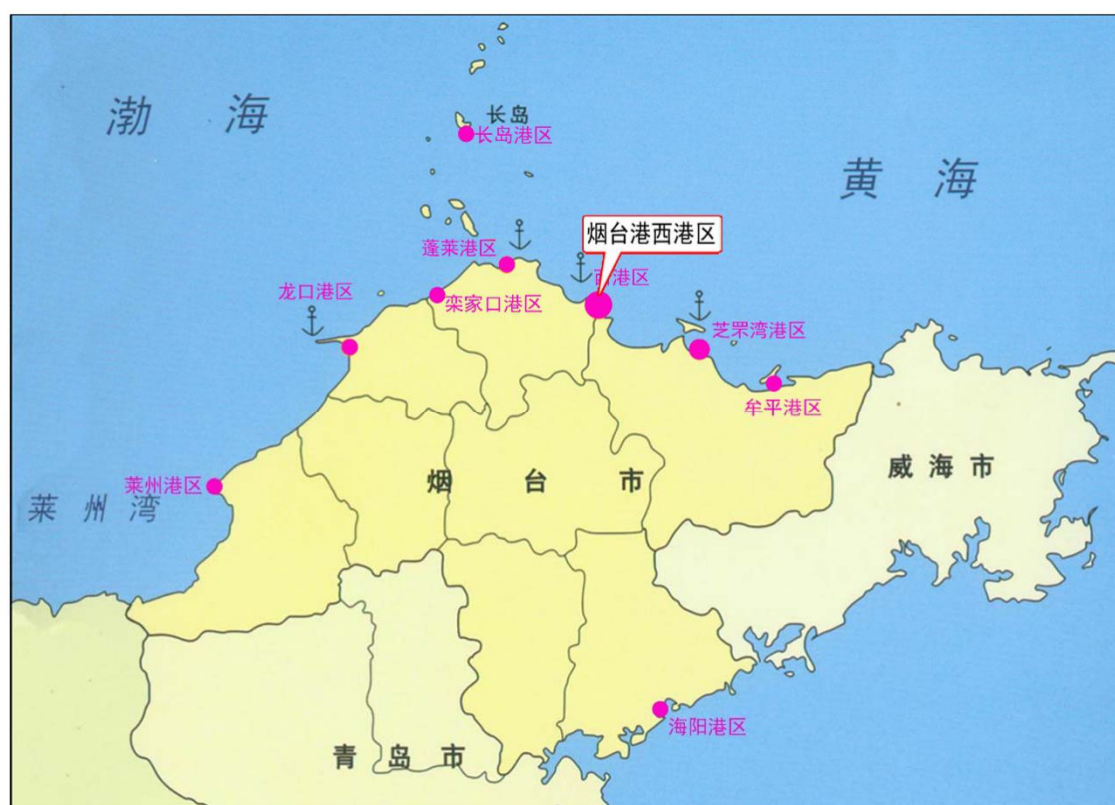 渤海
长岛
长岛港区
黄海
烟台港西港区
蓬莱港区
西港区
龙口港区
栾家口港区
芝罘湾港区
牟平港区
莱州港区
莱州湾
烟台市
威海市
海阳港区
青岛市